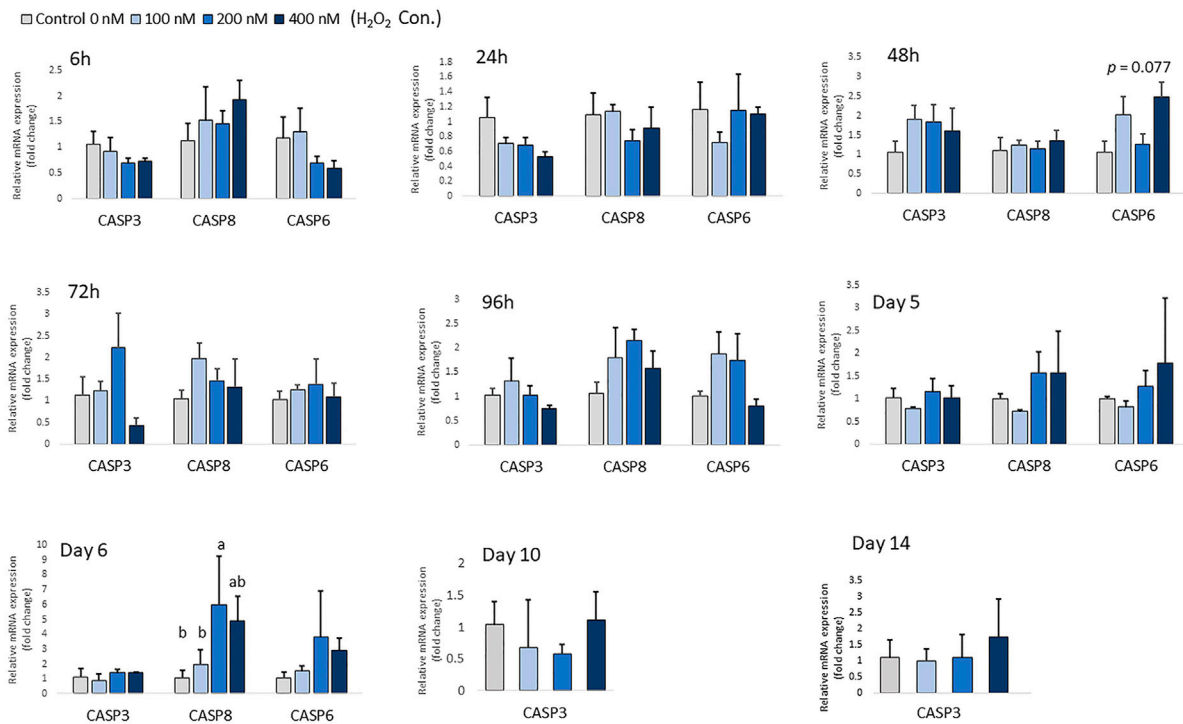 Control 0 nM 100 nM 200 nM 400 nM (H₂O₂ Con.)
6h
Relative mRNA expression
(fold change)
2.5
2
1.5
1
0.5
0
CASP3 CASP8 CASP6
24h
Relative mRNA expression
(fold change)
1.8
1.6
1.4
1.2
1
0.8
0.6
0.4
0.2
0
CASP3 CASP8 CASP6
48h
p = 0.077
Relative mRNA expression
(fold change)
3.5
3
2.5
2
1.5
1
0.5
0
CASP3 CASP8 CASP6
72h
Relative mRNA expression
(fold change)
3.5
3
2.5
2
1.5
1
0.5
0
CASP3 CASP8 CASP6
96h
Relative mRNA expression
(fold change)
3
2.5
2
1.5
1
0.5
0
CASP3 CASP8 CASP6
Day 5
Relative mRNA expression
(fold change)
3.5
3
2.5
2
1.5
1
0.5
0
CASP3 CASP8 CASP6
Day 6
Relative mRNA expression
(fold change)
10
9
8
7
6
5
4
3
2
1
0
b b a ab
CASP3 CASP8 CASP6
Day 10
Relative mRNA expression
(fold change)
2
1.5
1
0.5
0
CASP3
Day 14
Relative mRNA expression
(fold change)
3.5
3
2.5
2
1.5
1
0.5
0
CASP3